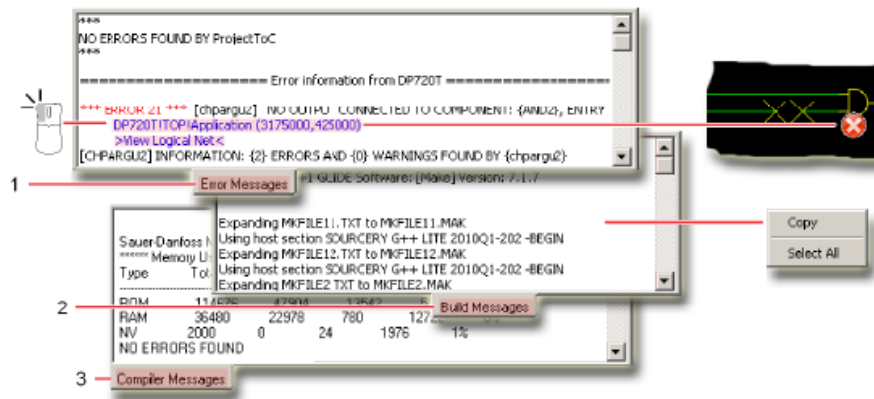 ***
NO ERRORS FOUND BY ProjectToC
***
==================== Error information from DP720T ====================
*** ERROR 21 *** [chpargu2] NO OUTPUT CONNECTED TO COMPONENT: {AND2}, ENTRY
DP720T!TOP!Application (3175000,425000)
>View Logical Net<
[CHPARGU2] INFORMATION: {2} ERRORS AND {0} WARNINGS FOUND BY {chpargu2}
1
Error Messages
GUIDE Software: [Make] Version: 7.1.7
Expanding MKFILE11.TXT to MKFILE11.MAK
Using host section SOURCERY G++ LITE 2010Q1-202 -BEGIN
Expanding MKFILE12.TXT to MKFILE12.MAK
Using host section SOURCERY G++ LITE 2010Q1-202 -BEGIN
Expanding MKFILE2 TXT to MKFILE2.MAK
Copy
Select All
2
Build Messages
Sauer-Danfoss
****** Memory
Type
ROM 114676 47904 13542
RAM 36480 22978 780
NV 2000 0 24 1976 1%
NO ERRORS FOUND
3
Compiler Messages
XX D